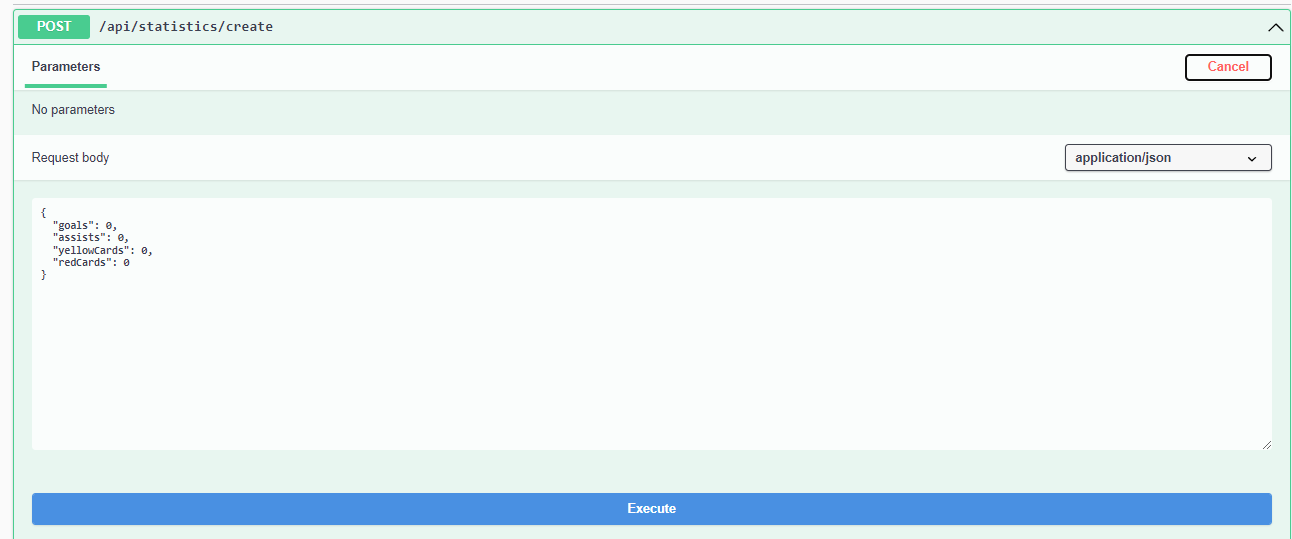 POST /api/statistics/create
Parameters
Cancel
No parameters
Request body
application/json
{
"goals": 0,
"assists": 0,
"yellowCards": 0,
"redCards": 0
}
Execute